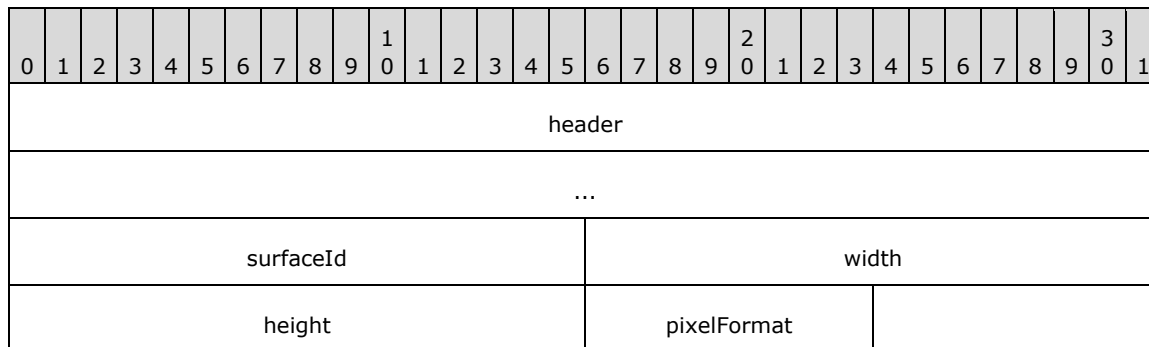 1 2 3
0 1 2 3 4 5 6 7 8 9 0 1 2 3 4 5 6 7 8 9 0 1 2 3 4 5 6 7 8 9 0 1
header
...
surfaceId width
height pixelFormat